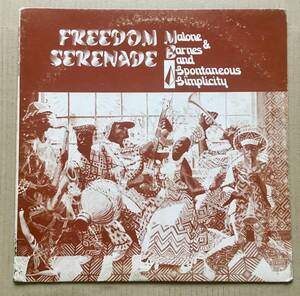 FREEDOM
SERENADE
Malone
& Barnes
and
Spontaneous
Simplicity